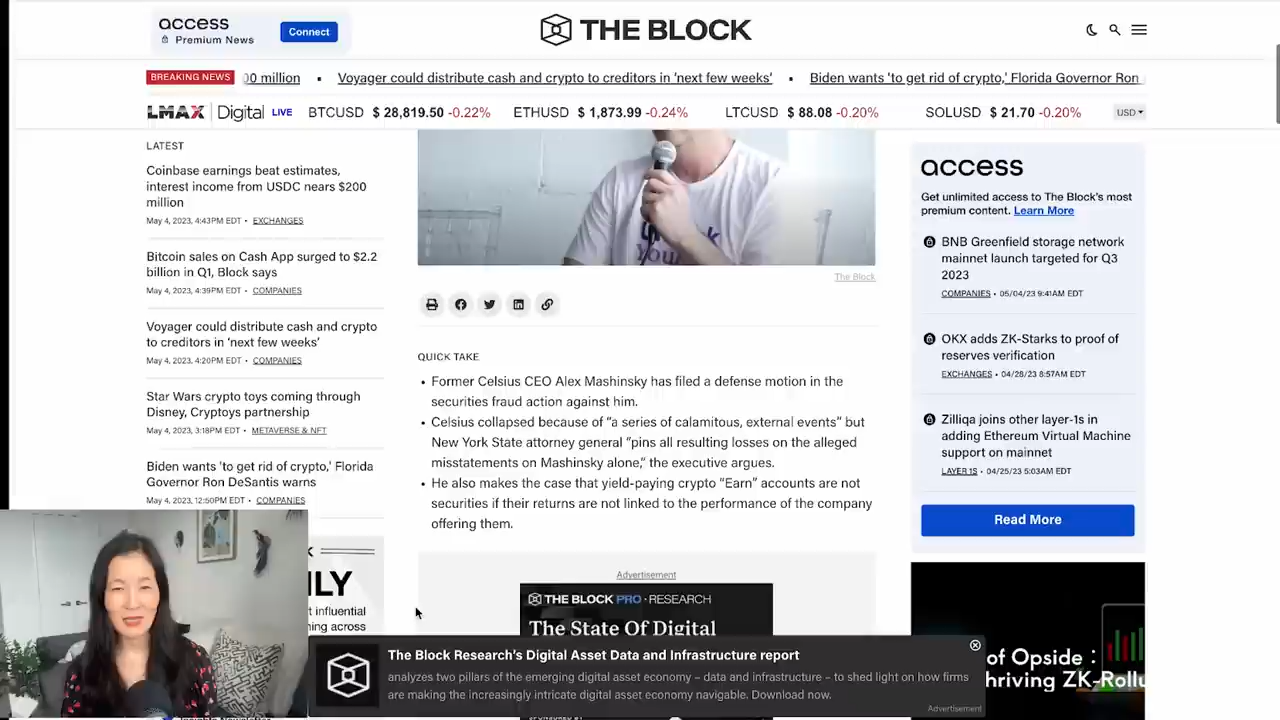 access
Premium News
Connect
THE BLOCK
BREAKING NEWS
00 million ▪ Voyager could distribute cash and crypto to creditors in 'next few weeks' ▪ Biden wants 'to get rid of crypto,' Florida Governor Ron
LMAX Digital LIVE BTCUSD $ 28,819.50 -0.22% ETHUSD $ 1,873.99 -0.24% LTCUSD $ 88.08 -0.20% SOLUSD $ 21.70 -0.20% USD
LATEST
Coinbase earnings beat estimates,
interest income from USDC nears $200
million
May 4, 2023, 4:43PM EDT • EXCHANGES
Bitcoin sales on Cash App surged to $2.2
billion in Q1, Block says
May 4, 2023, 4:39PM EDT • COMPANIES
Voyager could distribute cash and crypto
to creditors in 'next few weeks'
May 4, 2023, 4:20PM EDT • COMPANIES
Star Wars crypto toys coming through
Disney, Cryptoys partnership
May 4, 2023, 3:18PM EDT • METAVERSE & NFT
Biden wants 'to get rid of crypto,' Florida
Governor Ron DeSantis warns
May 4, 2023, 12:50PM EDT • COMPANIES
ILY
t influential
ning across
The Block
QUICK TAKE
• Former Celsius CEO Alex Mashinsky has filed a defense motion in the
securities fraud action against him.
• Celsius collapsed because of “a series of calamitous, external events” but
New York State attorney general “pins all resulting losses on the alleged
misstatements on Mashinsky alone,” the executive argues.
• He also makes the case that yield-paying crypto “Earn” accounts are not
securities if their returns are not linked to the performance of the company
offering them.
Advertisement
THE BLOCK PRO • RESEARCH
The State Of Digital
access
Get unlimited access to The Block's most
premium content. Learn More
BNB Greenfield storage network
mainnet launch targeted for Q3
2023
COMPANIES • 05/04/23 9:41AM EDT
OKX adds ZK-Starks to proof of
reserves verification
EXCHANGES • 04/28/23 8:57AM EDT
Zilliqa joins other layer-1s in
adding Ethereum Virtual Machine
support on mainnet
LAYER 1S • 04/25/23 5:03AM EDT
Read More
of Opside :
hriving ZK-Rollu
The Block Research's Digital Asset Data and Infrastructure report
analyzes two pillars of the emerging digital asset economy – data and infrastructure – to shed light on how firms
are making the increasingly intricate digital asset economy navigable. Download now.
Advertisement